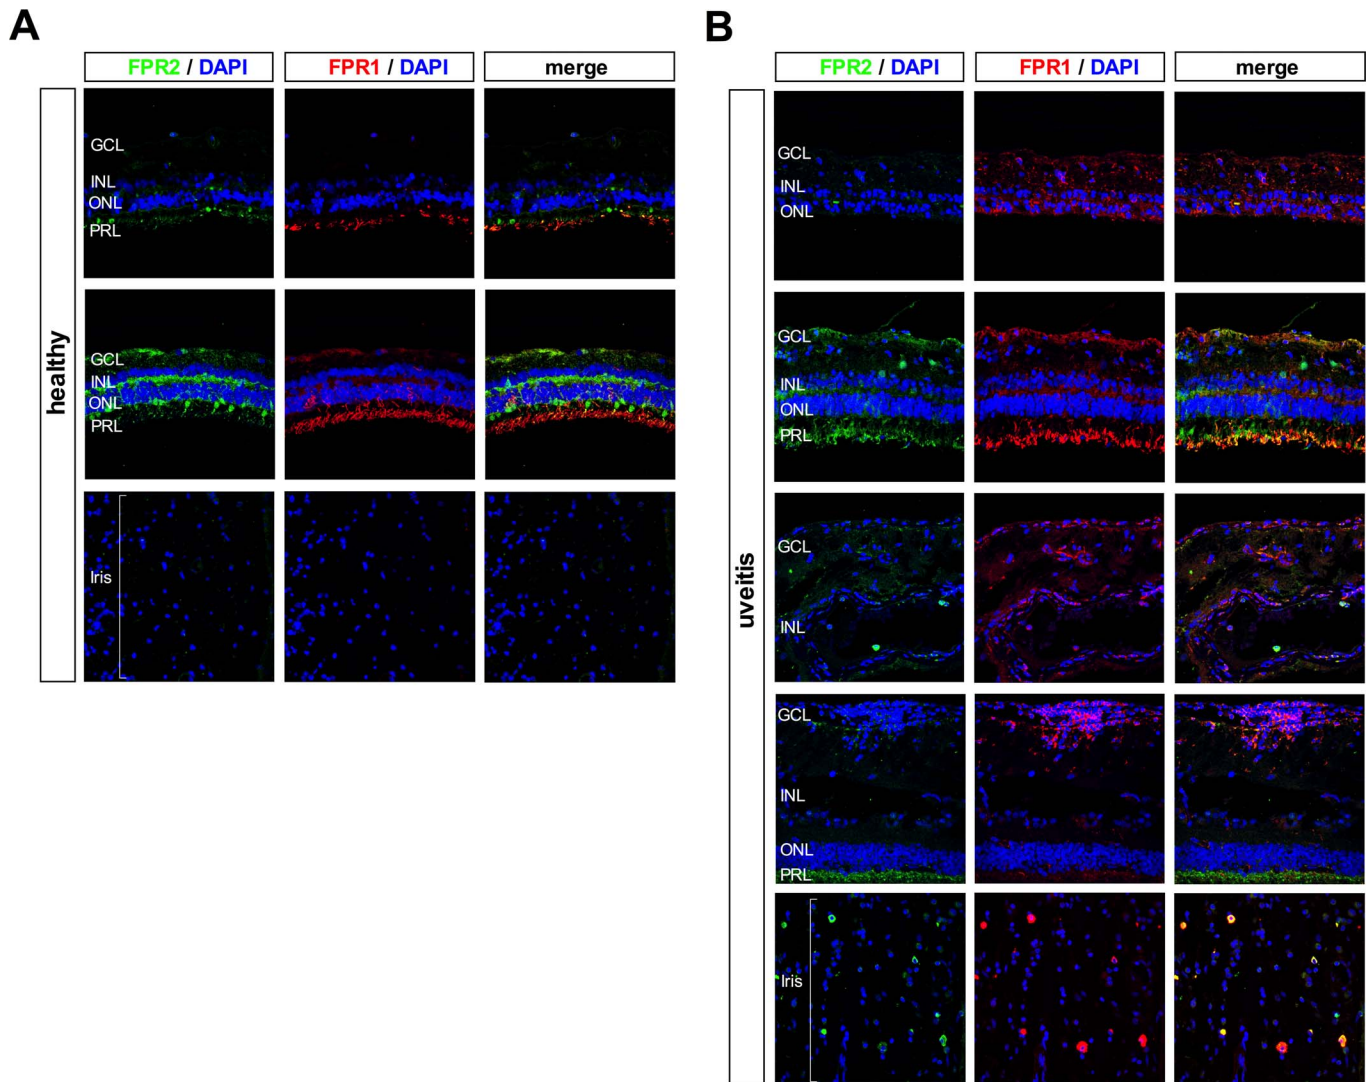 A
FPR2 / DAPI
FPR1 / DAPI
merge
healthy
GCL
INL
ONL
PRL
GCL
INL
ONL
PRL
Iris
B
FPR2 / DAPI
FPR1 / DAPI
merge
uveitis
GCL
INL
ONL
GCL
INL
ONL
PRL
GCL
INL
GCL
INL
ONL
PRL
Iris